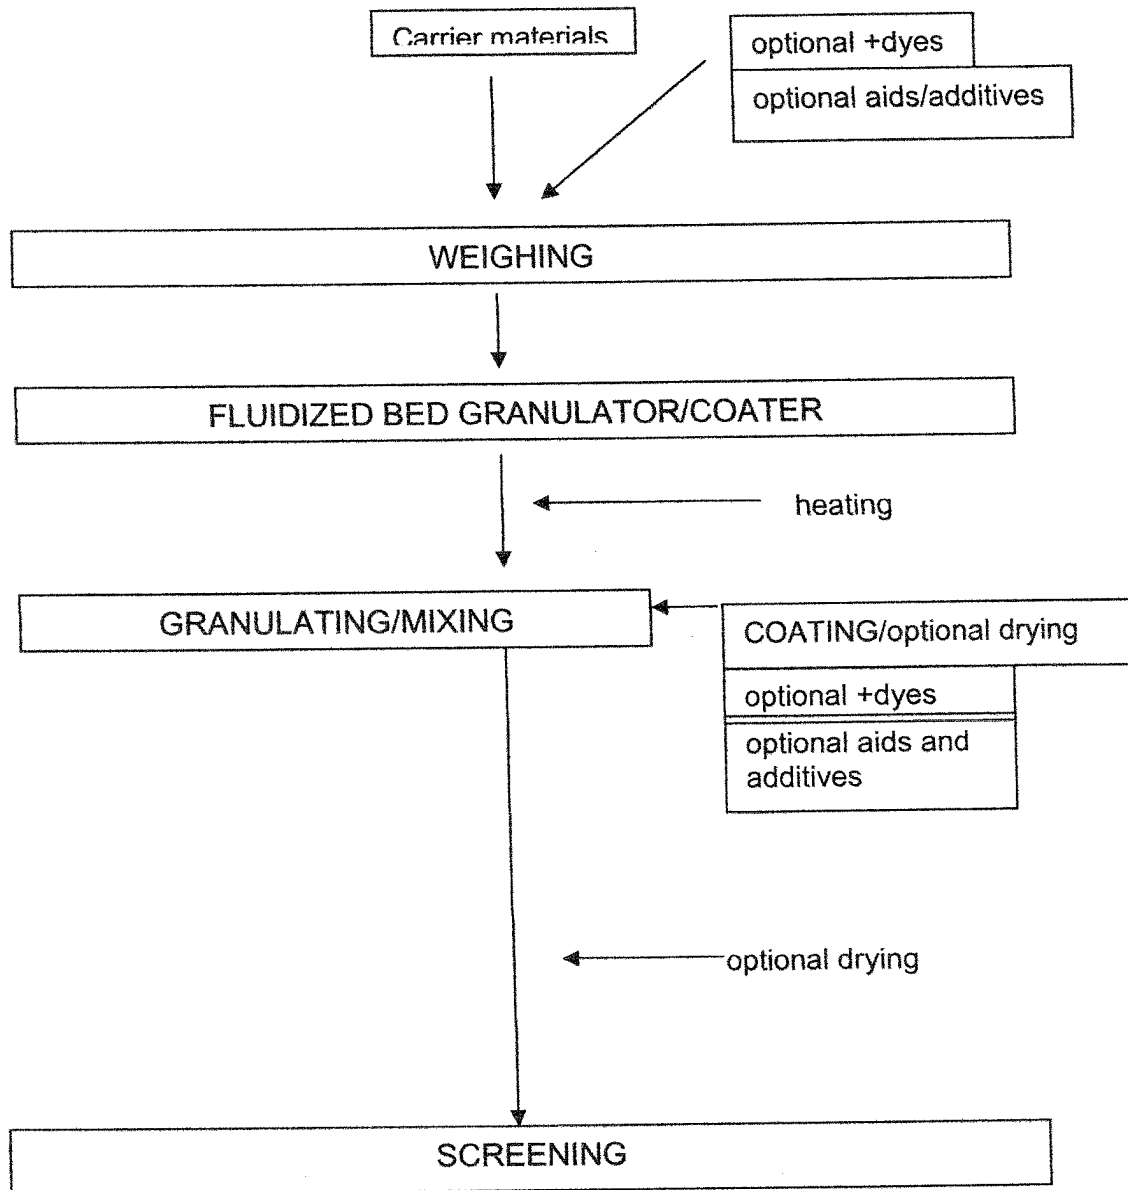 Carrier materials
optional +dyes
optional aids/additives
WEIGHING
FLUIDIZED BED GRANULATOR/COATER
heating
GRANULATING/MIXING
COATING/optional drying
optional +dyes
optional aids and
additives
optional drying
SCREENING